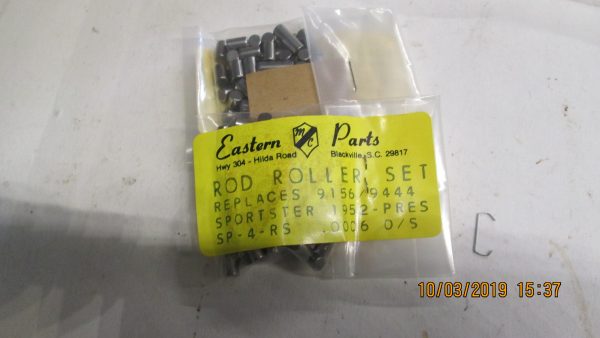 Eastern MC Parts
Hwy 304 - Hilda Road Blackville, S.C. 29817
ROD ROLLER SET
REPLACES 9156/9444
SPORTSTER 1952-PRES
SP-4-RS .0006 O/S
10/03/2019 15:37